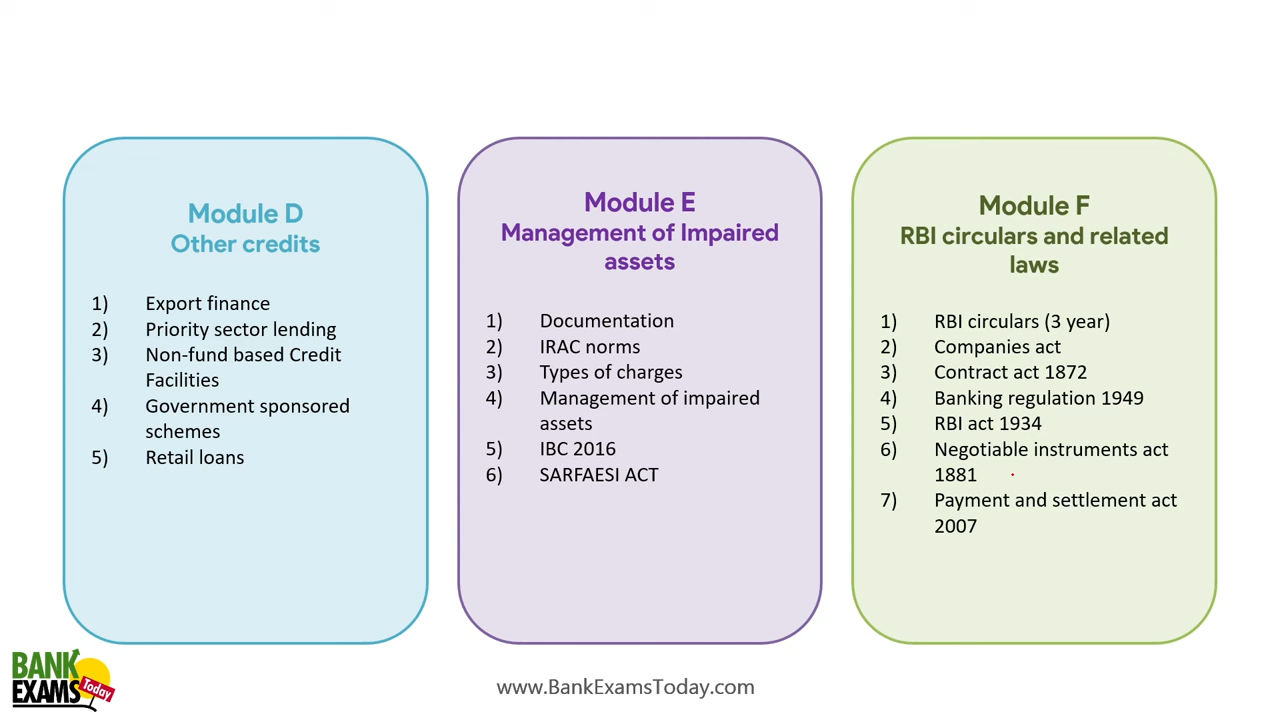 Module D
Other credits
1) Export finance
2) Priority sector lending
3) Non-fund based Credit
Facilities
4) Government sponsored
schemes
5) Retail loans
Module E
Management of Impaired
assets
1) Documentation
2) IRAC norms
3) Types of charges
4) Management of impaired
assets
5) IBC 2016
6) SARFAESI ACT
Module F
RBI circulars and related
laws
1) RBI circulars (3 year)
2) Companies act
3) Contract act 1872
4) Banking regulation 1949
5) RBI act 1934
6) Negotiable instruments act
1881
7) Payment and settlement act
2007
BANK
EXAMS
Today
www.BankExamsToday.com